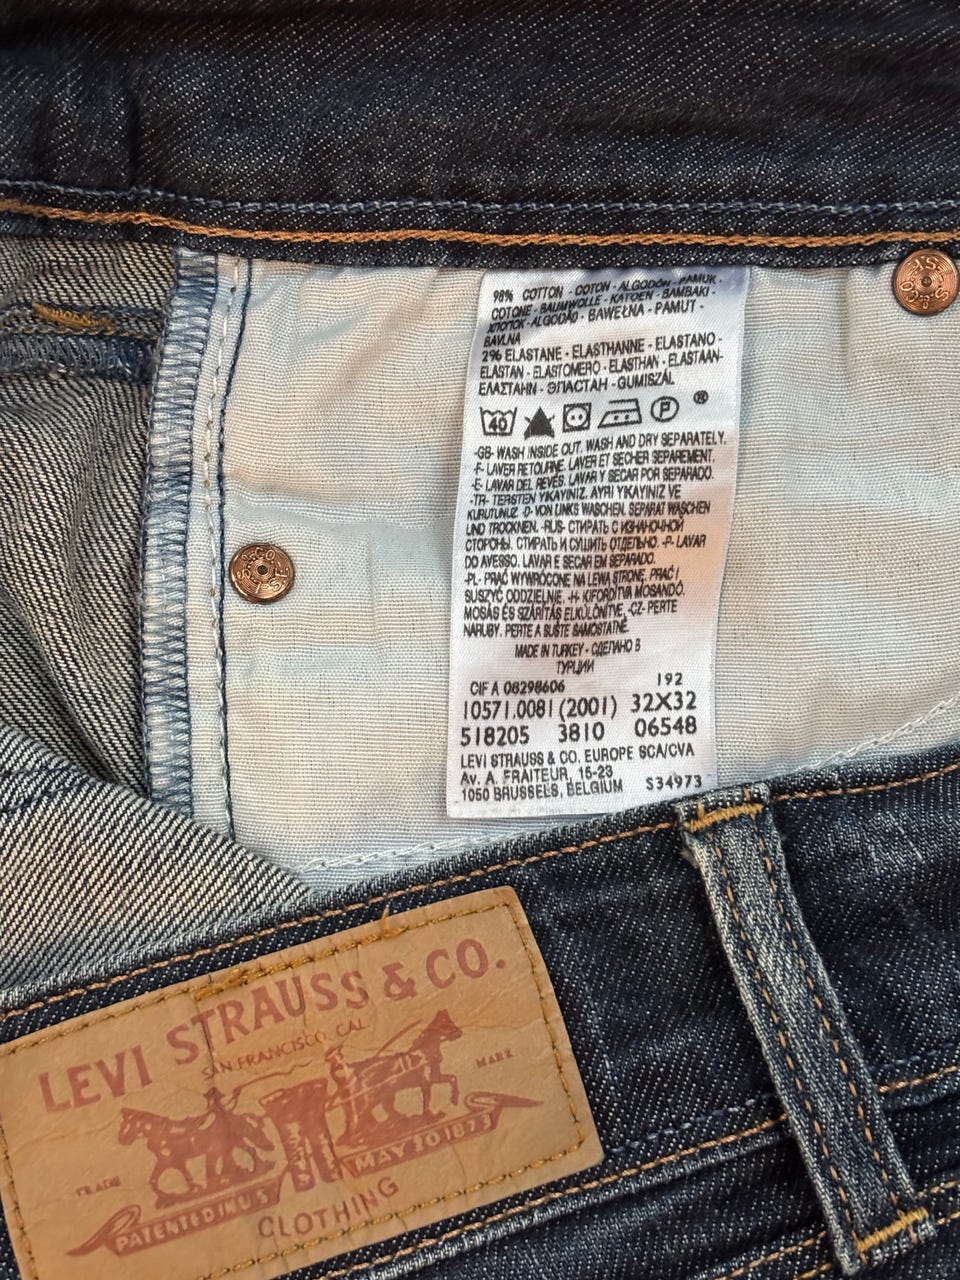 98% COTTON - COTON - ALGODÓN - PAMUK -
COTONE - BAUMWOLLE - KATOEN - BAMBAKI -
ХЛОПОК - ALGODÃO - BAWEŁNA - PAMUT -
BAVLNA
2% ELASTANE - ELASTHANNE - ELASTANO -
ELASTAN - ELASTOMERO - ELASTHAN - ELASTAAN-
ΕΛΑΣΤΑΗΝ - ЭЛАСТАН - GUMISZÁL
40 P ®
-GB- WASH INSIDE OUT. WASH AND DRY SEPARATELY.
-F- LAVER RETOURNE. LAVER ET SECHER SEPAREMENT.
-E- LAVAR DEL REVÉS. LAVAR Y SECAR POR SEPARADO.
-TR- TERSTEN YIKAYINIZ. AYRI YIKAYINIZ VE
KURUTUNUZ. -D- VON LINKS WASCHEN. SEPARAT WASCHEN
UND TROCKNEN. -RUS- СТИРАТЬ С ИЗНАНОЧНОЙ
СТОРОНЫ. СТИРАТЬ И СУШИТЬ ОТДЕЛЬНО. -P- LAVAR
DO AVESSO. LAVAR E SECAR EM SEPARADO.
-PL- PRAĆ WYWRÓCONE NA LEWĄ STRONĘ. PRAĆ I
SUSZYĆ ODDZIELNIE. -H- KIFORDÍTVA MOSANDÓ.
MOSÁS ÉS SZÁRÍTÁS ELKÜLÖNÍTVE. -CZ- PERTE
NARUBY. PERTE A SUŠTE SAMOSTATNĚ.
MADE IN TURKEY - СДЕЛАНО В
ТУРЦИИ
192
CIF A 08298606
10571.0081 (2001) 32X32
518205 3810 06548
LEVI STRAUSS & CO. EUROPE SCA/CVA
Av. A. FRAITEUR, 15-23
1050 BRUSSELS, BELGIUM S34973
LEVI STRAUSS & CO.
SAN FRANCISCO, CAL.
TRADE MARK
PATENTED IN U.S. MAY 20 1873
CLOTHING